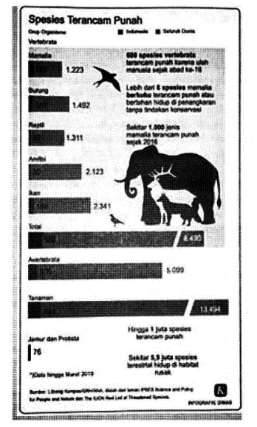 Spesies Terancam Punah
Grup Organisme Indonesia Seluruh Dunia
Vertebrata
Mamalia
1.223
Burung
1.492
Reptil
1.311
Amfibi
2.123
Ikan
2.341
Total
8.490
Avertebrata
5.099
Tanaman
13.494
Jamur dan Protista
76
680 spesies vertebrata
terancam punah karena ulah
manusia sejak abad ke-16
Lebih dari 6 spesies mamalia
berkuku terancam punah atau
bertahan hidup di penangkaran
tanpa tindakan konservasi
Sekitar 1.000 jenis
mamalia terancam punah
sejak 2016
Hingga 1 juta spesies
terancam punah
Sekitar 5,9 juta spesies
terestrial hidup di habitat
rusak
*)Data hingga Maret 2019
Sumber: Litbang Kompas/GRH/IWA, diolah dari laman IPBES Science and Policy
for People and Nature dan The IUCN Red List of Threatened Species.
INFOGRAFIK